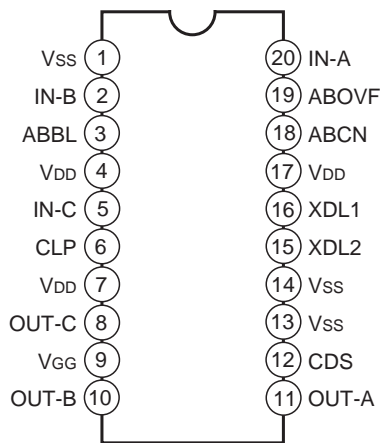 Vss 1 20 IN-A
IN-B 2 19 ABOVF
ABBL 3 18 ABCN
VDD 4 17 VDD
IN-C 5 16 XDL1
CLP 6 15 XDL2
VDD 7 14 Vss
OUT-C 8 13 Vss
VGG 9 12 CDS
OUT-B 10 11 OUT-A